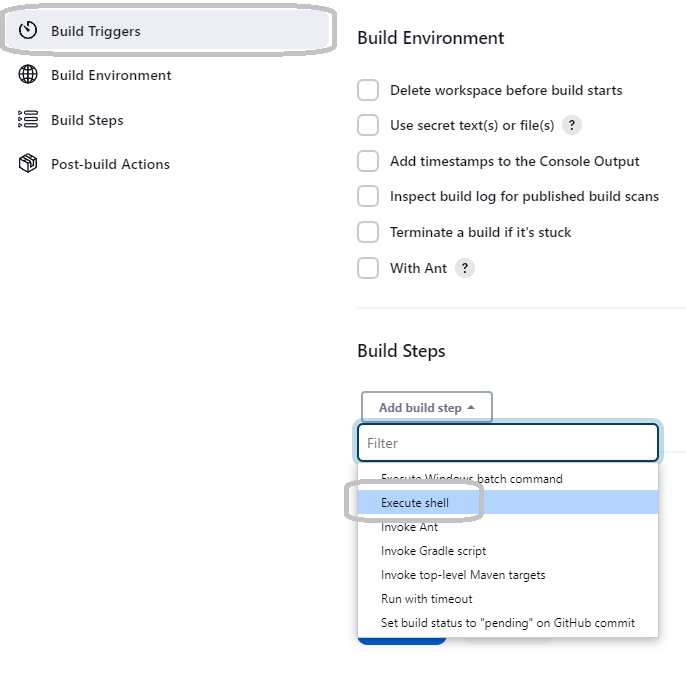 Build Triggers
Build Environment
Build Steps
Post-build Actions
Build Environment
Delete workspace before build starts
Use secret text(s) or file(s) ?
Add timestamps to the Console Output
Inspect build log for published build scans
Terminate a build if it's stuck
With Ant ?
Build Steps
Add build step
Filter
Execute Windows batch command
Execute shell
Invoke Ant
Invoke Gradle script
Invoke top-level Maven targets
Run with timeout
Set build status to "pending" on GitHub commit